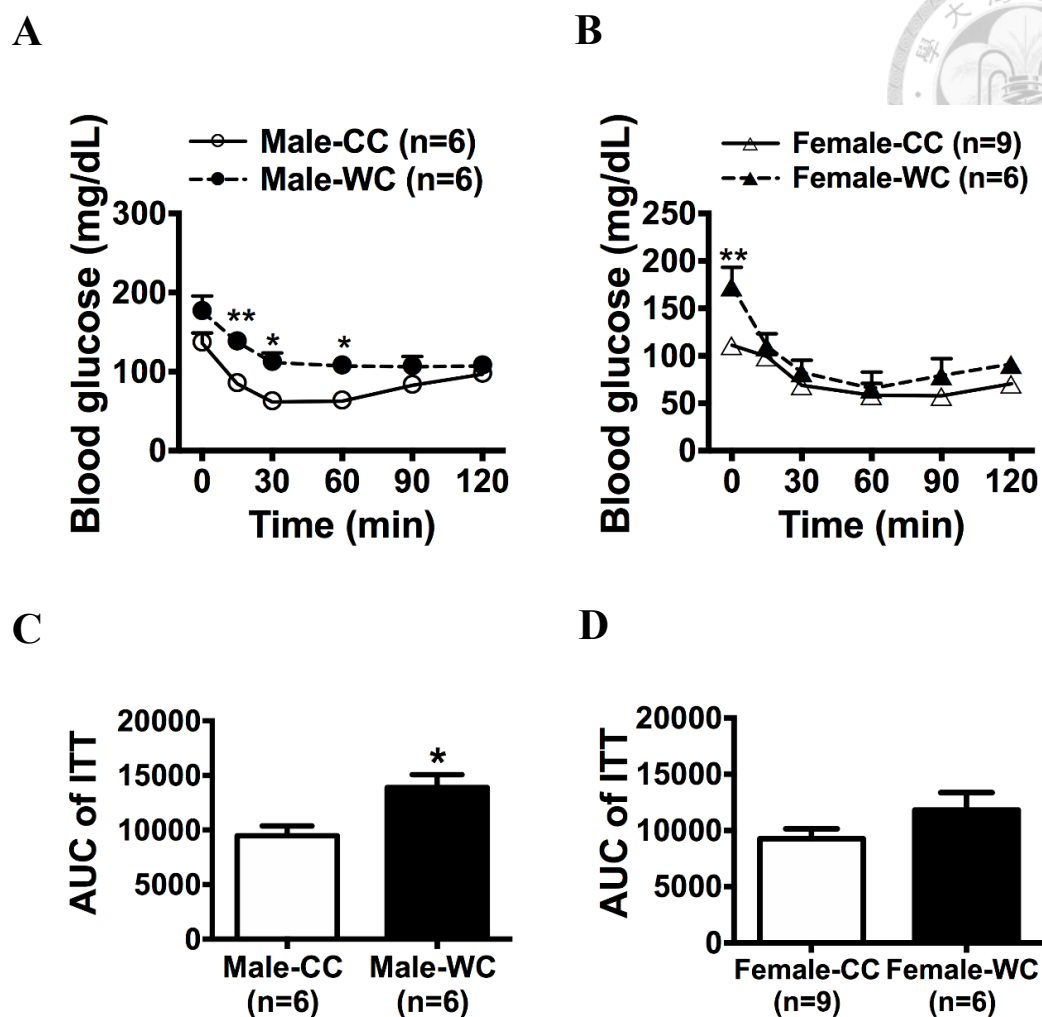 A
B
學 大
Male-CC (n=6)
Male-WC (n=6)
Blood glucose (mg/dL)
300
200
100
0
**
*
*
0
30
60
90
120
Time (min)
Female-CC (n=9)
Female-WC (n=6)
Blood glucose (mg/dL)
250
200
150
100
50
0
**
0
30
60
90
120
Time (min)
C
D
AUC of ITT
20000
15000
10000
5000
0
*
Male-CC
(n=6)
Male-WC
(n=6)
AUC of ITT
20000
15000
10000
5000
0
Female-CC
(n=9)
Female-WC
(n=6)